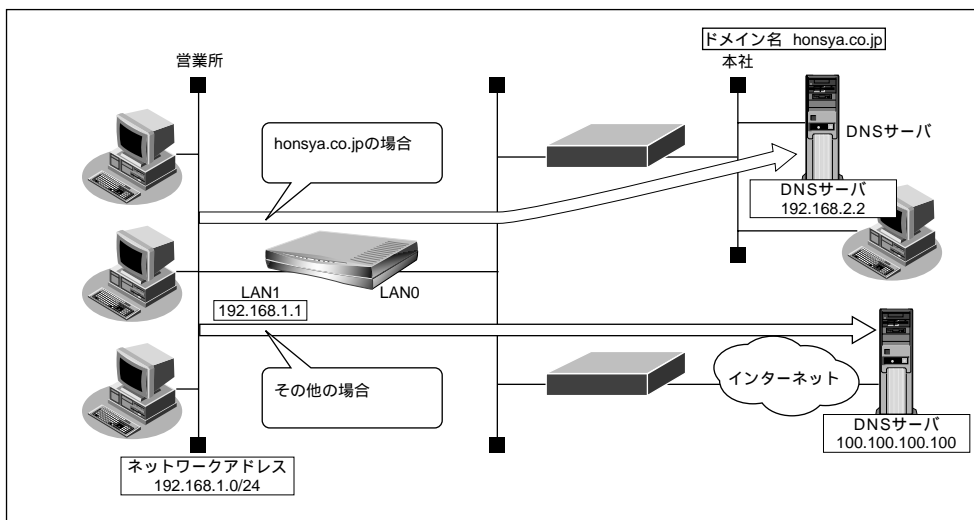 ドメイン名 honsya.co.jp
営業所
本社
honsya.co.jpの場合
DNSサーバ
DNSサーバ
192.168.2.2
LAN1
LAN0
192.168.1.1
その他の場合
インターネット
DNSサーバ
100.100.100.100
ネットワークアドレス
192.168.1.0/24